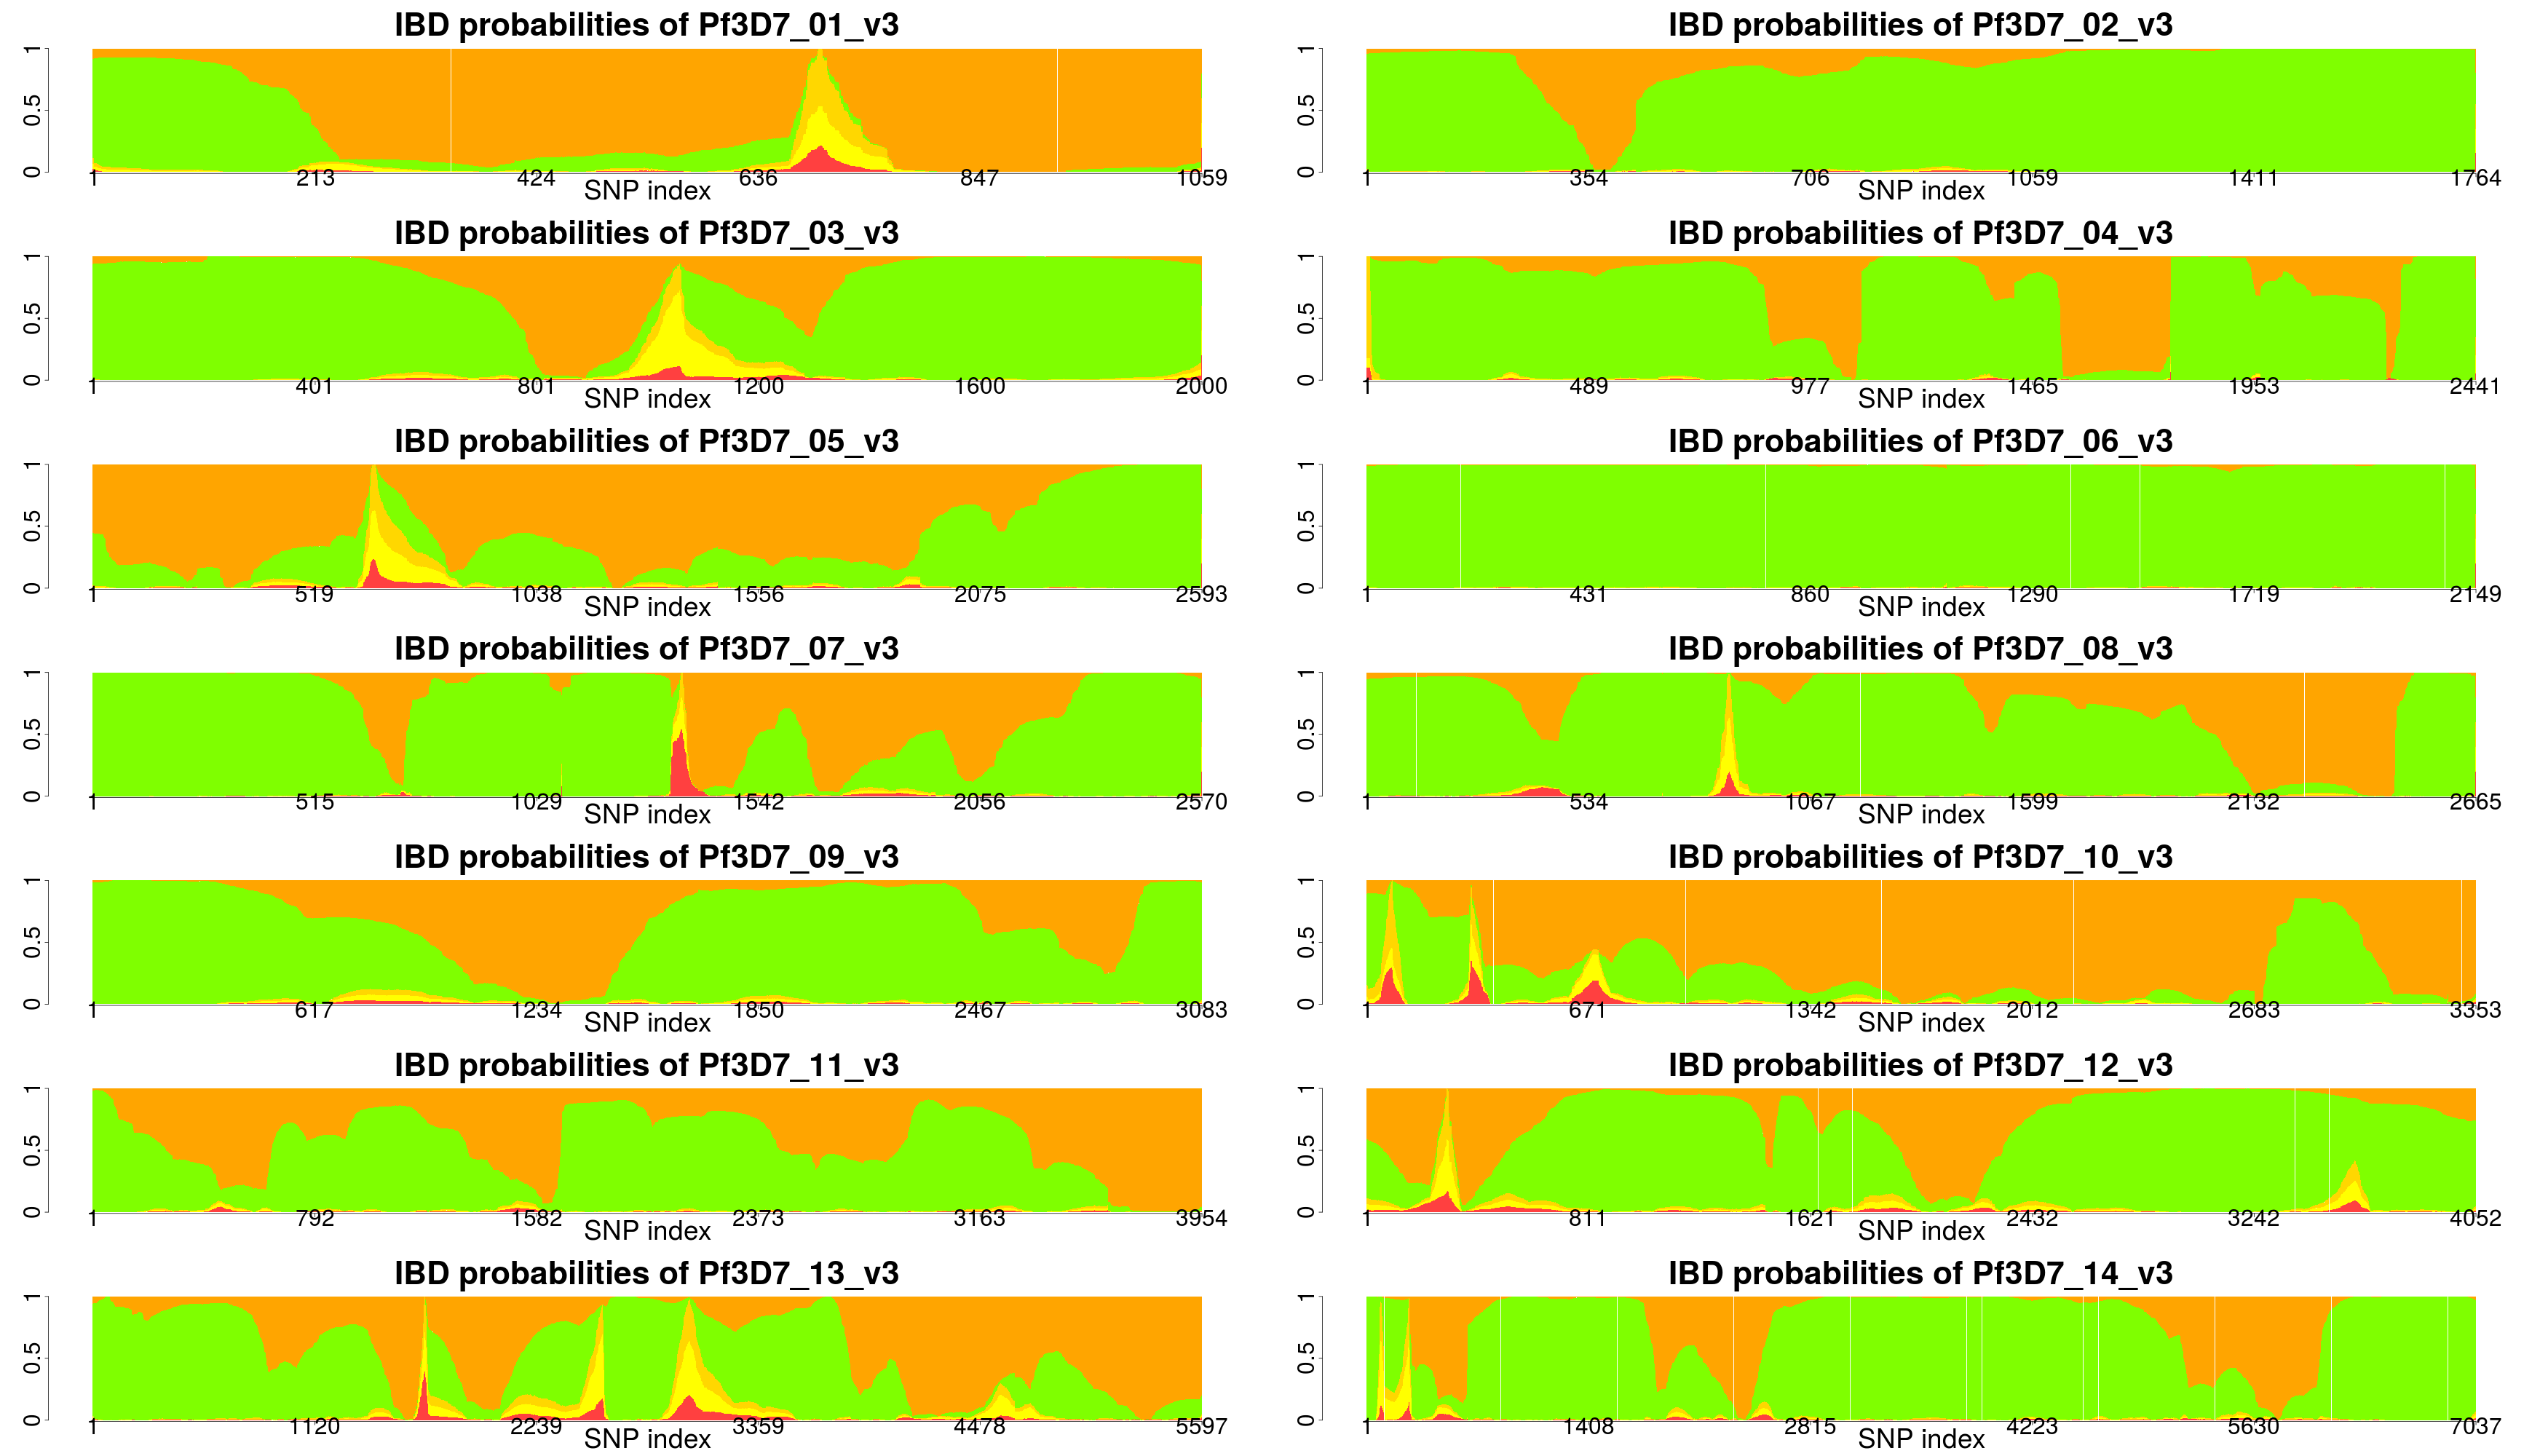 IBD probabilities of Pf3D7_01_v3
0 0.5 1
1 213 424 636 847 1059
SNP index
IBD probabilities of Pf3D7_02_v3
0 0.5 1
1 354 706 1059 1411 1764
SNP index
IBD probabilities of Pf3D7_03_v3
0 0.5 1
1 401 801 1200 1600 2000
SNP index
IBD probabilities of Pf3D7_04_v3
0 0.5 1
1 489 977 1465 1953 2441
SNP index
IBD probabilities of Pf3D7_05_v3
0 0.5 1
1 519 1038 1556 2075 2593
SNP index
IBD probabilities of Pf3D7_06_v3
0 0.5 1
1 431 860 1290 1719 2149
SNP index
IBD probabilities of Pf3D7_07_v3
0 0.5 1
1 515 1029 1542 2056 2570
SNP index
IBD probabilities of Pf3D7_08_v3
0 0.5 1
1 534 1067 1599 2132 2665
SNP index
IBD probabilities of Pf3D7_09_v3
0 0.5 1
1 617 1234 1850 2467 3083
SNP index
IBD probabilities of Pf3D7_10_v3
0 0.5 1
1 671 1342 2012 2683 3353
SNP index
IBD probabilities of Pf3D7_11_v3
0 0.5 1
1 792 1582 2373 3163 3954
SNP index
IBD probabilities of Pf3D7_12_v3
0 0.5 1
1 811 1621 2432 3242 4052
SNP index
IBD probabilities of Pf3D7_13_v3
0 0.5 1
1 1120 2239 3359 4478 5597
SNP index
IBD probabilities of Pf3D7_14_v3
0 0.5 1
1 1408 2815 4223 5630 7037
SNP index